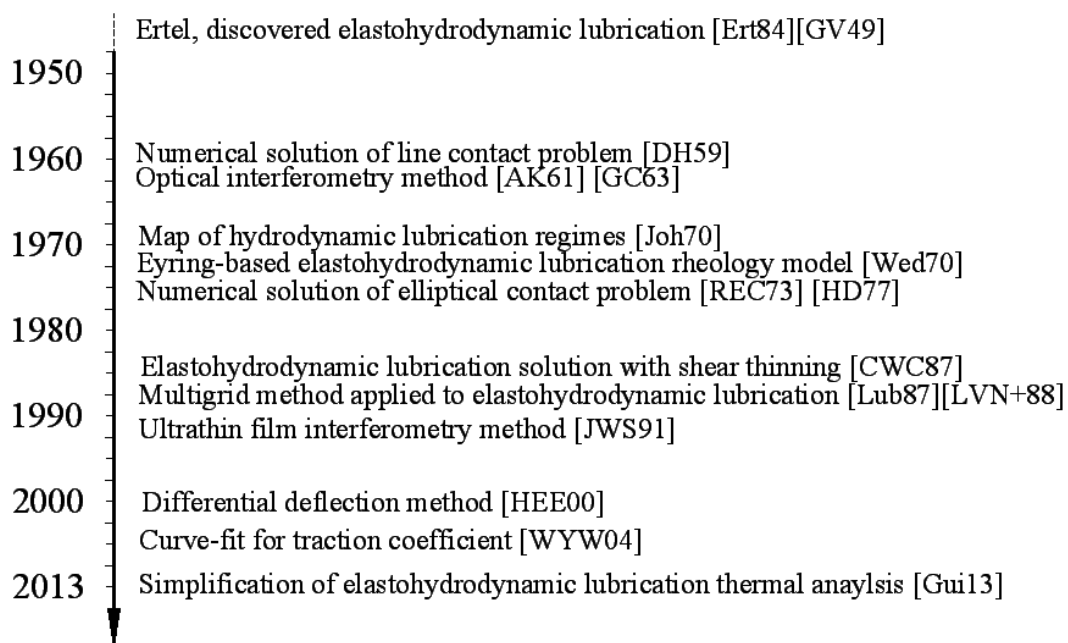 Ertel, discovered elastohydrodynamic lubrication [Ert84][GV49]
1950
1960
Numerical solution of line contact problem [DH59]
Optical interferometry method [AK61] [GC63]
1970
Map of hydrodynamic lubrication regimes [Joh70]
Eyring-based elastohydrodynamic lubrication rheology model [Wed70]
Numerical solution of elliptical contact problem [REC73] [HD77]
1980
Elastohydrodynamic lubrication solution with shear thinning [CWC87]
Multigrid method applied to elastohydrodynamic lubrication [Lub87][LVN+88]
1990
Ultrathin film interferometry method [JWS91]
2000
Differential deflection method [HEE00]
Curve-fit for traction coefficient [WYW04]
2013
Simplification of elastohydrodynamic lubrication thermal anaylsis [Gui13]